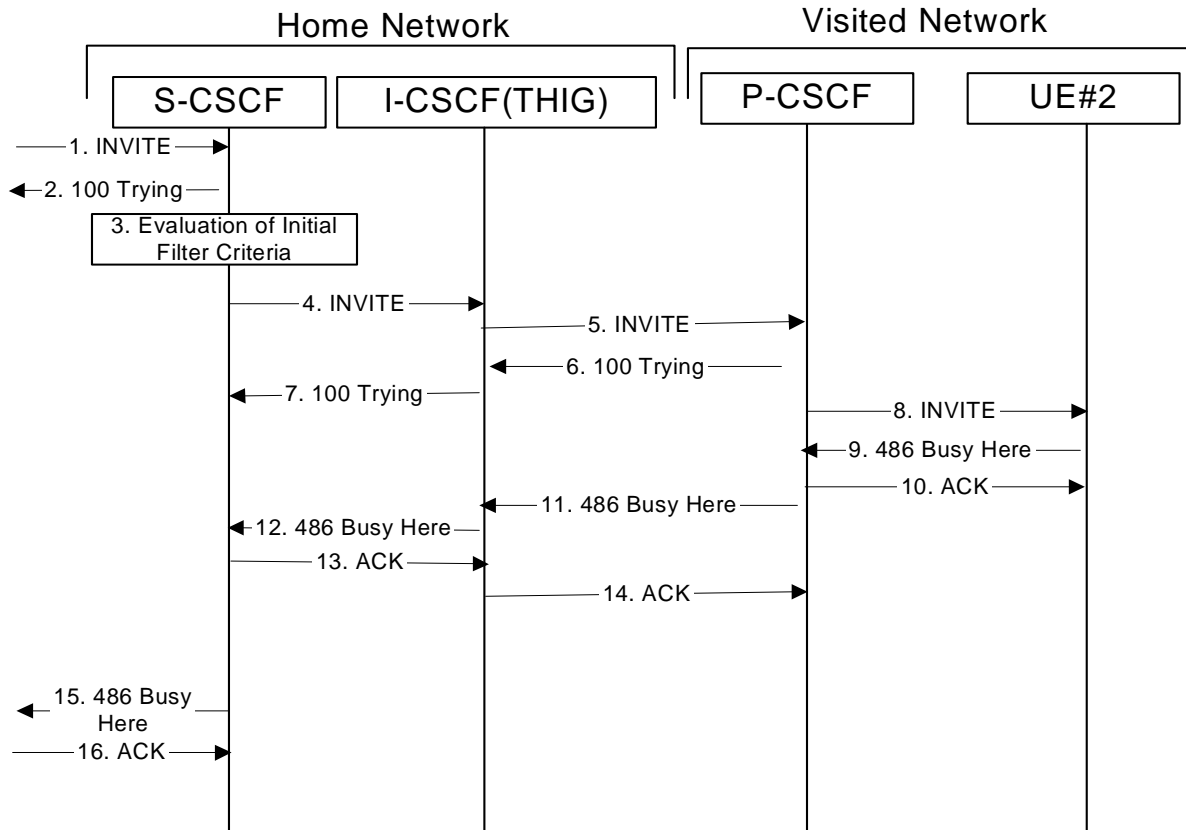 Home Network
Visited Network
S-CSCF
I-CSCF(THIG)
P-CSCF
UE#2
1. INVITE
2. 100 Trying
3. Evaluation of Initial
Filter Criteria
4. INVITE
5. INVITE
6. 100 Trying
7. 100 Trying
8. INVITE
9. 486 Busy Here
10. ACK
11. 486 Busy Here
12. 486 Busy Here
13. ACK
14. ACK
15. 486 Busy
Here
16. ACK